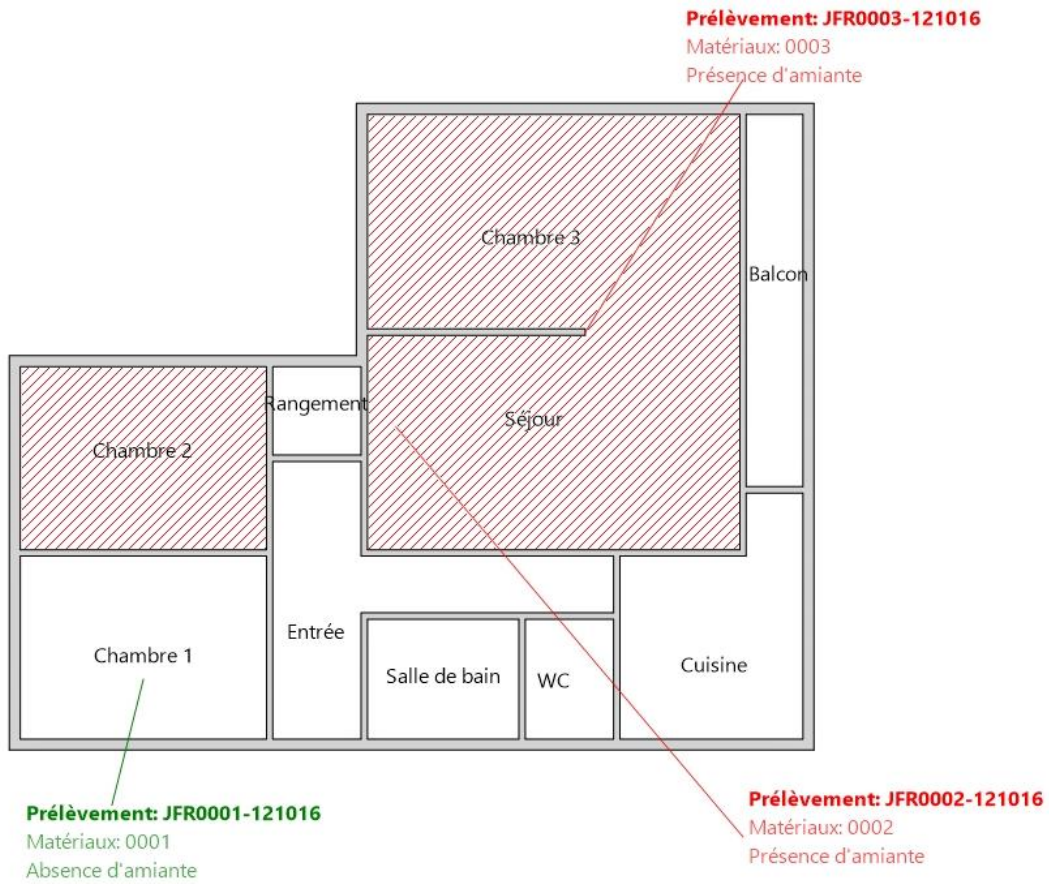 Prélèvement: JFR0003-121016
Matériaux: 0003
Présence d'amiante
Chambre 3
Balcon
Rangement
Séjour
Chambre 2
Entrée
Chambre 1
Salle de bain
WC
Cuisine
Prélèvement: JFR0001-121016
Matériaux: 0001
Absence d'amiante
Prélèvement: JFR0002-121016
Matériaux: 0002
Présence d'amiante